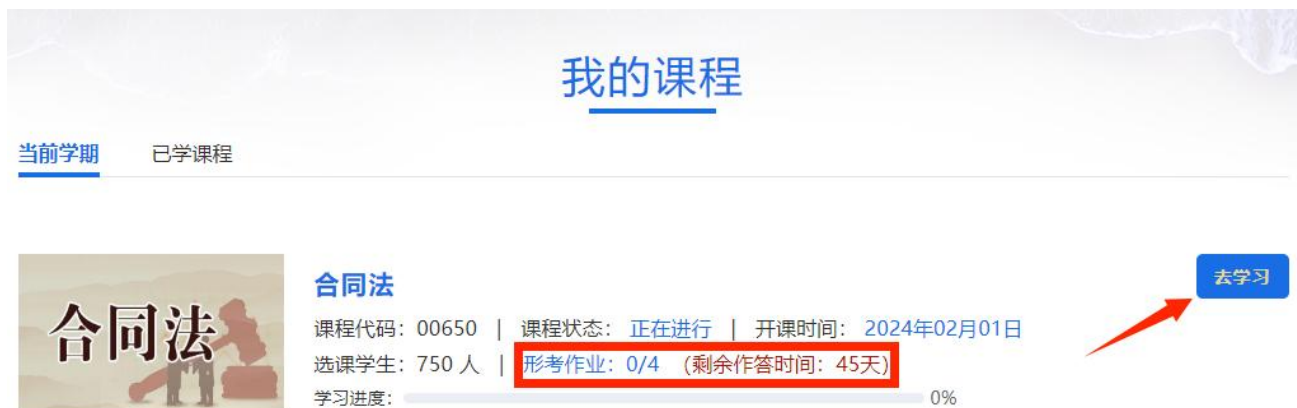 我的课程
当前学期 已学课程
合同法
合同法
去学习
课程代码：00650 | 课程状态： 正在进行 | 开课时间： 2024年02月01日
选课学生：750 人 | 形考作业：0/4 (剩余作答时间：45天)
学习进度： 0%